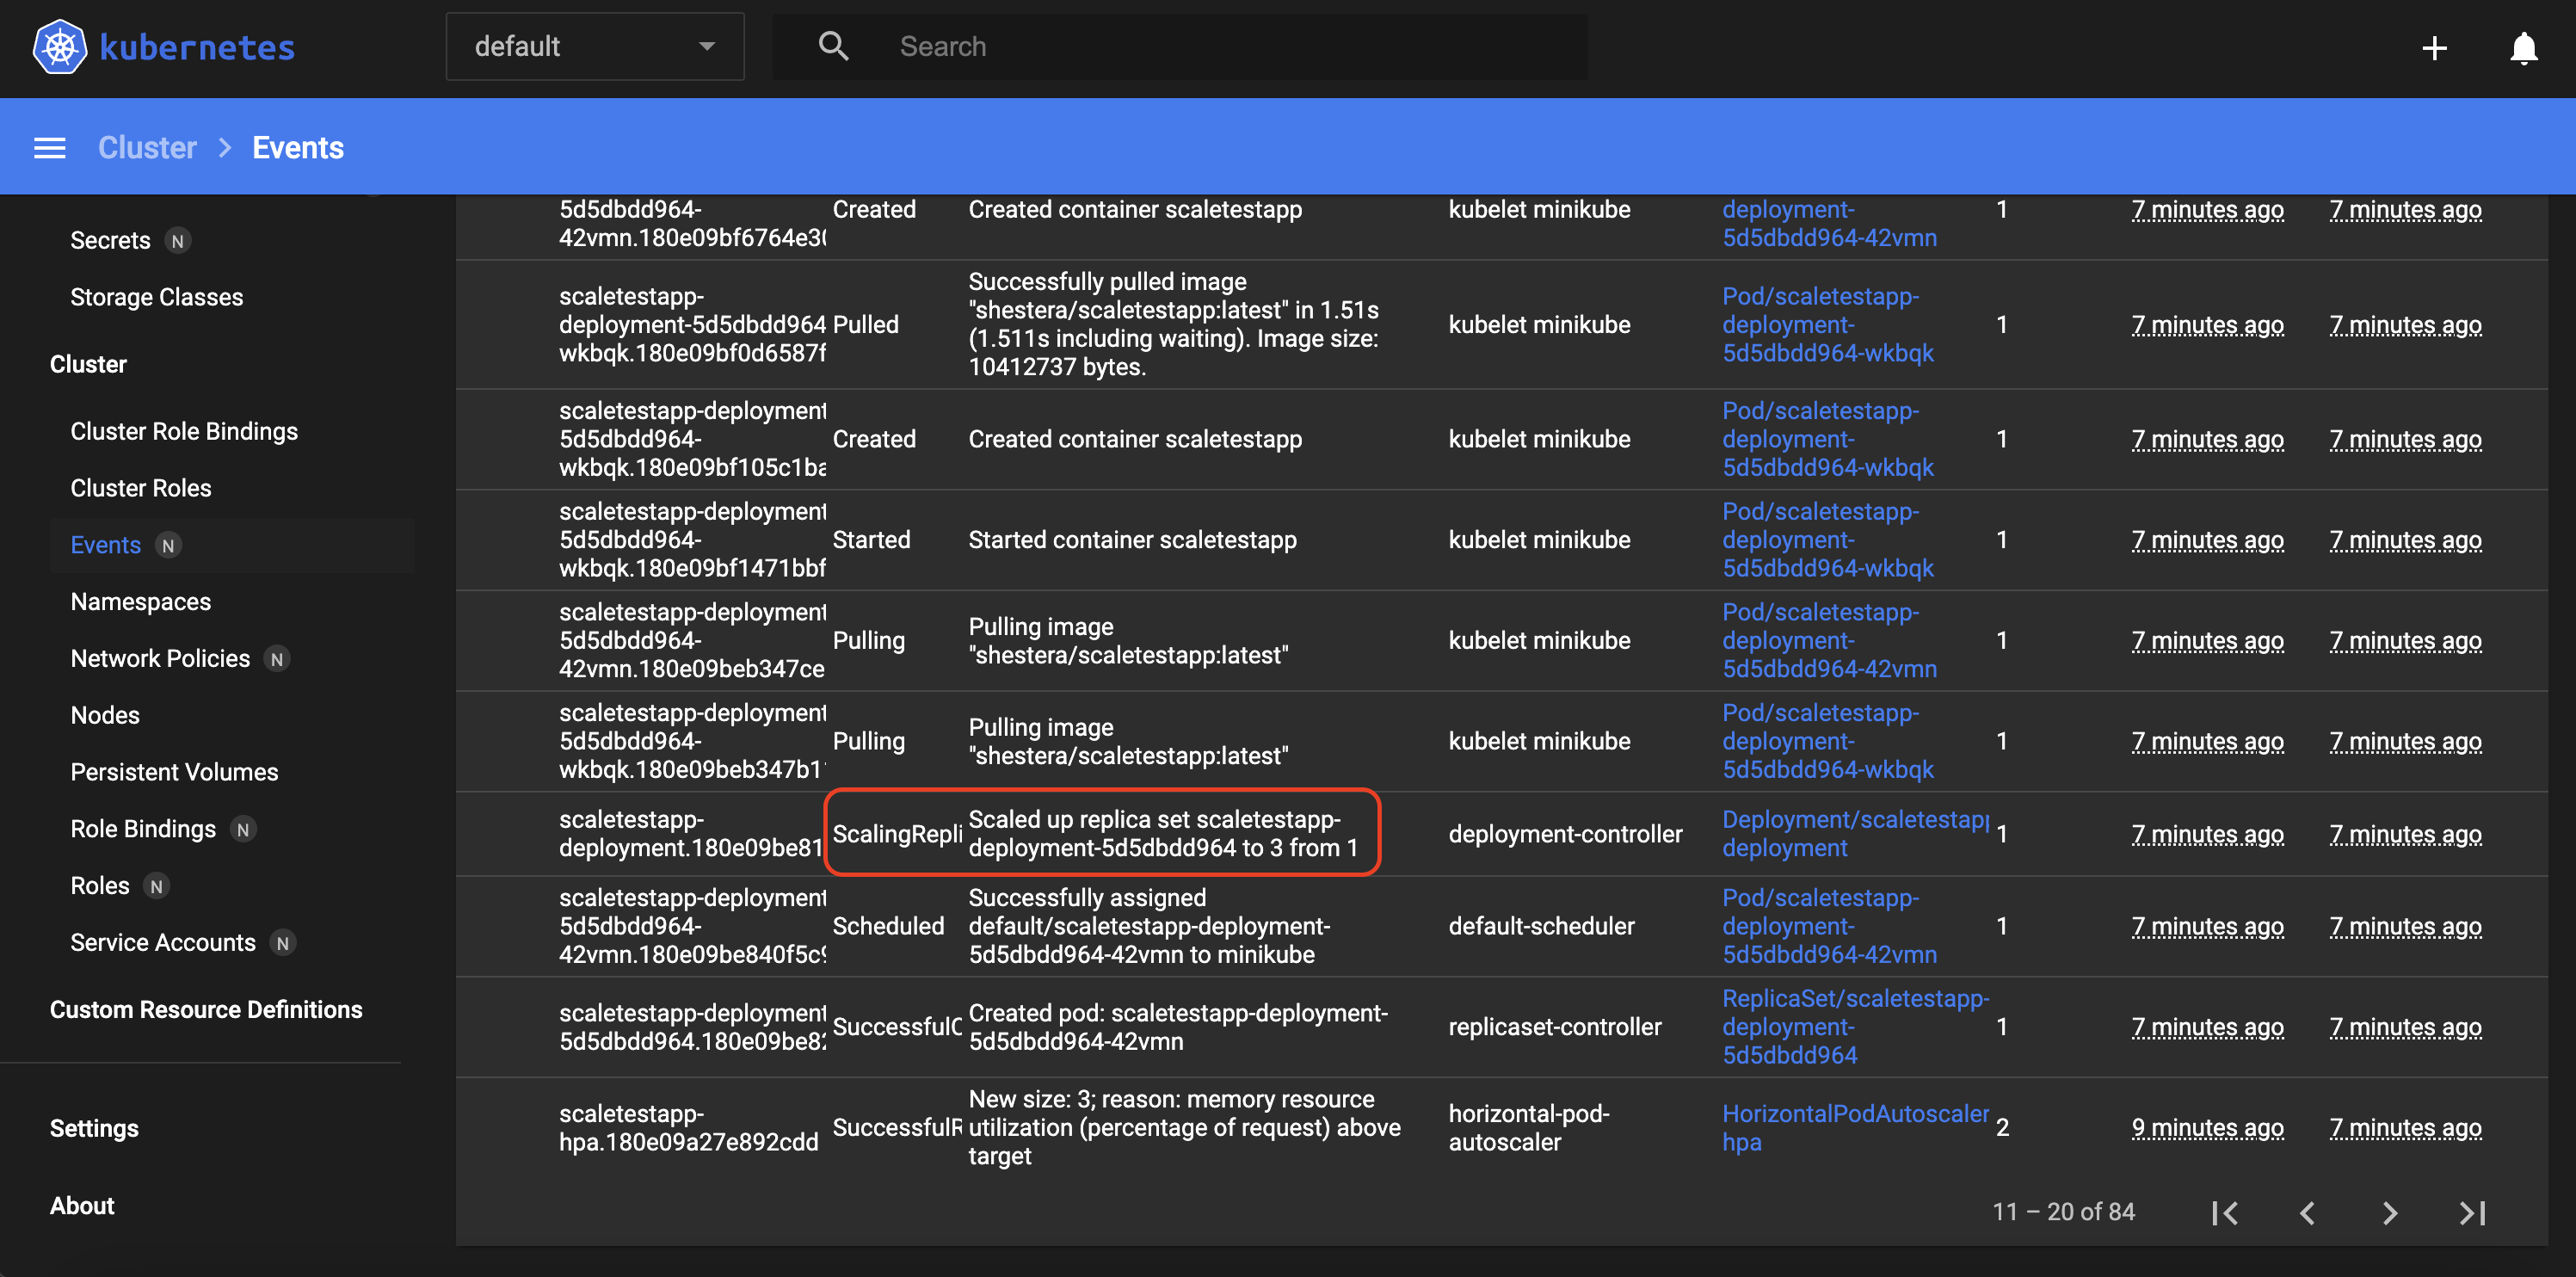 kubernetes
default
Search
Cluster
Events
Secrets N
Storage Classes
Cluster
Cluster Role Bindings
Cluster Roles
Events N
Namespaces
Network Policies N
Nodes
Persistent Volumes
Role Bindings N
Roles N
Service Accounts N
Custom Resource Definitions
Settings
About
5d5dbdd964-
42vmn.180e09bf6764e30
Created
Created container scaletestapp
kubelet minikube
deployment-
5d5dbdd964-42vmn
1
7 minutes ago
7 minutes ago
scaletestapp-
deployment-5d5dbdd964
wkbqk.180e09bf0d6587f
Pulled
Successfully pulled image
"shestera/scaletestapp:latest" in 1.51s
(1.511s including waiting). Image size:
10412737 bytes.
kubelet minikube
Pod/scaletestapp-
deployment-
5d5dbdd964-wkbqk
1
7 minutes ago
7 minutes ago
scaletestapp-deployment
5d5dbdd964-
wkbqk.180e09bf105c1ba
Created
Created container scaletestapp
kubelet minikube
Pod/scaletestapp-
deployment-
5d5dbdd964-wkbqk
1
7 minutes ago
7 minutes ago
scaletestapp-deployment
5d5dbdd964-
wkbqk.180e09bf1471bbf
Started
Started container scaletestapp
kubelet minikube
Pod/scaletestapp-
deployment-
5d5dbdd964-wkbqk
1
7 minutes ago
7 minutes ago
scaletestapp-deployment
5d5dbdd964-
42vmn.180e09beb347ce
Pulling
Pulling image
"shestera/scaletestapp:latest"
kubelet minikube
Pod/scaletestapp-
deployment-
5d5dbdd964-42vmn
1
7 minutes ago
7 minutes ago
scaletestapp-deployment
5d5dbdd964-
wkbqk.180e09beb347b1
Pulling
Pulling image
"shestera/scaletestapp:latest"
kubelet minikube
Pod/scaletestapp-
deployment-
5d5dbdd964-wkbqk
1
7 minutes ago
7 minutes ago
scaletestapp-
deployment.180e09be81
ScalingRepli
Scaled up replica set scaletestapp-
deployment-5d5dbdd964 to 3 from 1
deployment-controller
Deployment/scaletestapp
deployment
1
7 minutes ago
7 minutes ago
scaletestapp-deployment
5d5dbdd964-
42vmn.180e09be840f5c9
Scheduled
Successfully assigned
default/scaletestapp-deployment-
5d5dbdd964-42vmn to minikube
default-scheduler
Pod/scaletestapp-
deployment-
5d5dbdd964-42vmn
1
7 minutes ago
7 minutes ago
scaletestapp-deployment
5d5dbdd964.180e09be82
SuccessfulC
Created pod: scaletestapp-deployment-
5d5dbdd964-42vmn
replicaset-controller
ReplicaSet/scaletestapp-
deployment-
5d5dbdd964
1
7 minutes ago
7 minutes ago
scaletestapp-
hpa.180e09a27e892cdd
SuccessfulR
New size: 3; reason: memory resource
utilization (percentage of request) above
target
horizontal-pod-
autoscaler
HorizontalPodAutoscaler
hpa
2
9 minutes ago
7 minutes ago
11 – 20 of 84